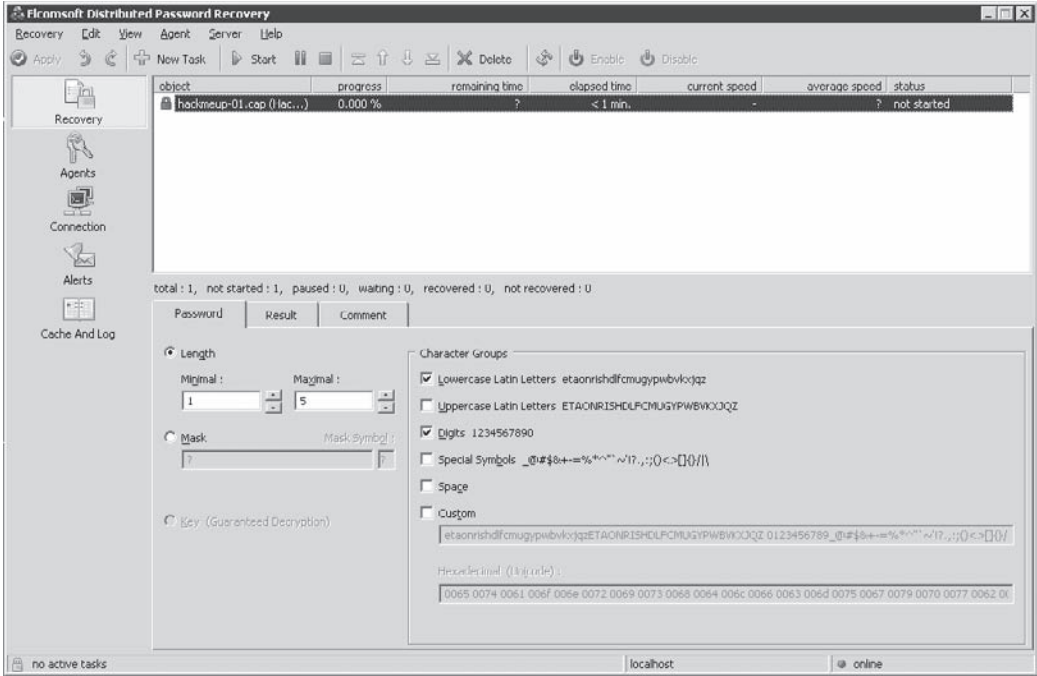 Elcomsoft Distributed Password Recovery
Recovery Edit View Agent Server Help
Apply New Task Start Delete Enable Disable
object progress remaining time elapsed time current speed average speed status
hackmeup-01.cap (Hac...) 0.000 % ? < 1 min. - ? not started
Recovery
Agents
Connection
Alerts
Cache And Log
total : 1, not started : 1, paused : 0, waiting : 0, recovered : 0, not recovered : 0
Password Result Comment
Length
Minimal : Maximal :
1 5
Mask Mask Symbol :
? ?
Key (Guaranteed Decryption)
Character Groups
Lowercase Latin Letters etaonrishdlfcmugypwbvkxjqz
Uppercase Latin Letters ETAONRISHDLFCMUGYPWBVKXJQZ
Digits 1234567890
Special Symbols _@#$&+-=%*^"`~'!?.,:;()<>[]{}/|\
Space
Custom
etaonrishdlfcmugypwbvkxjqzETAONRISHDLFCMUGYPWBVKXJQZ 0123456789_@#$&+-=%*^"`~'!?.,:;()<>[]{}/
Hexadecimal (Unicode) :
0065 0074 0061 006f 006e 0072 0069 0073 0068 0064 006c 0066 0063 006d 0075 0067 0079 0070 0077 0062
no active tasks localhost online